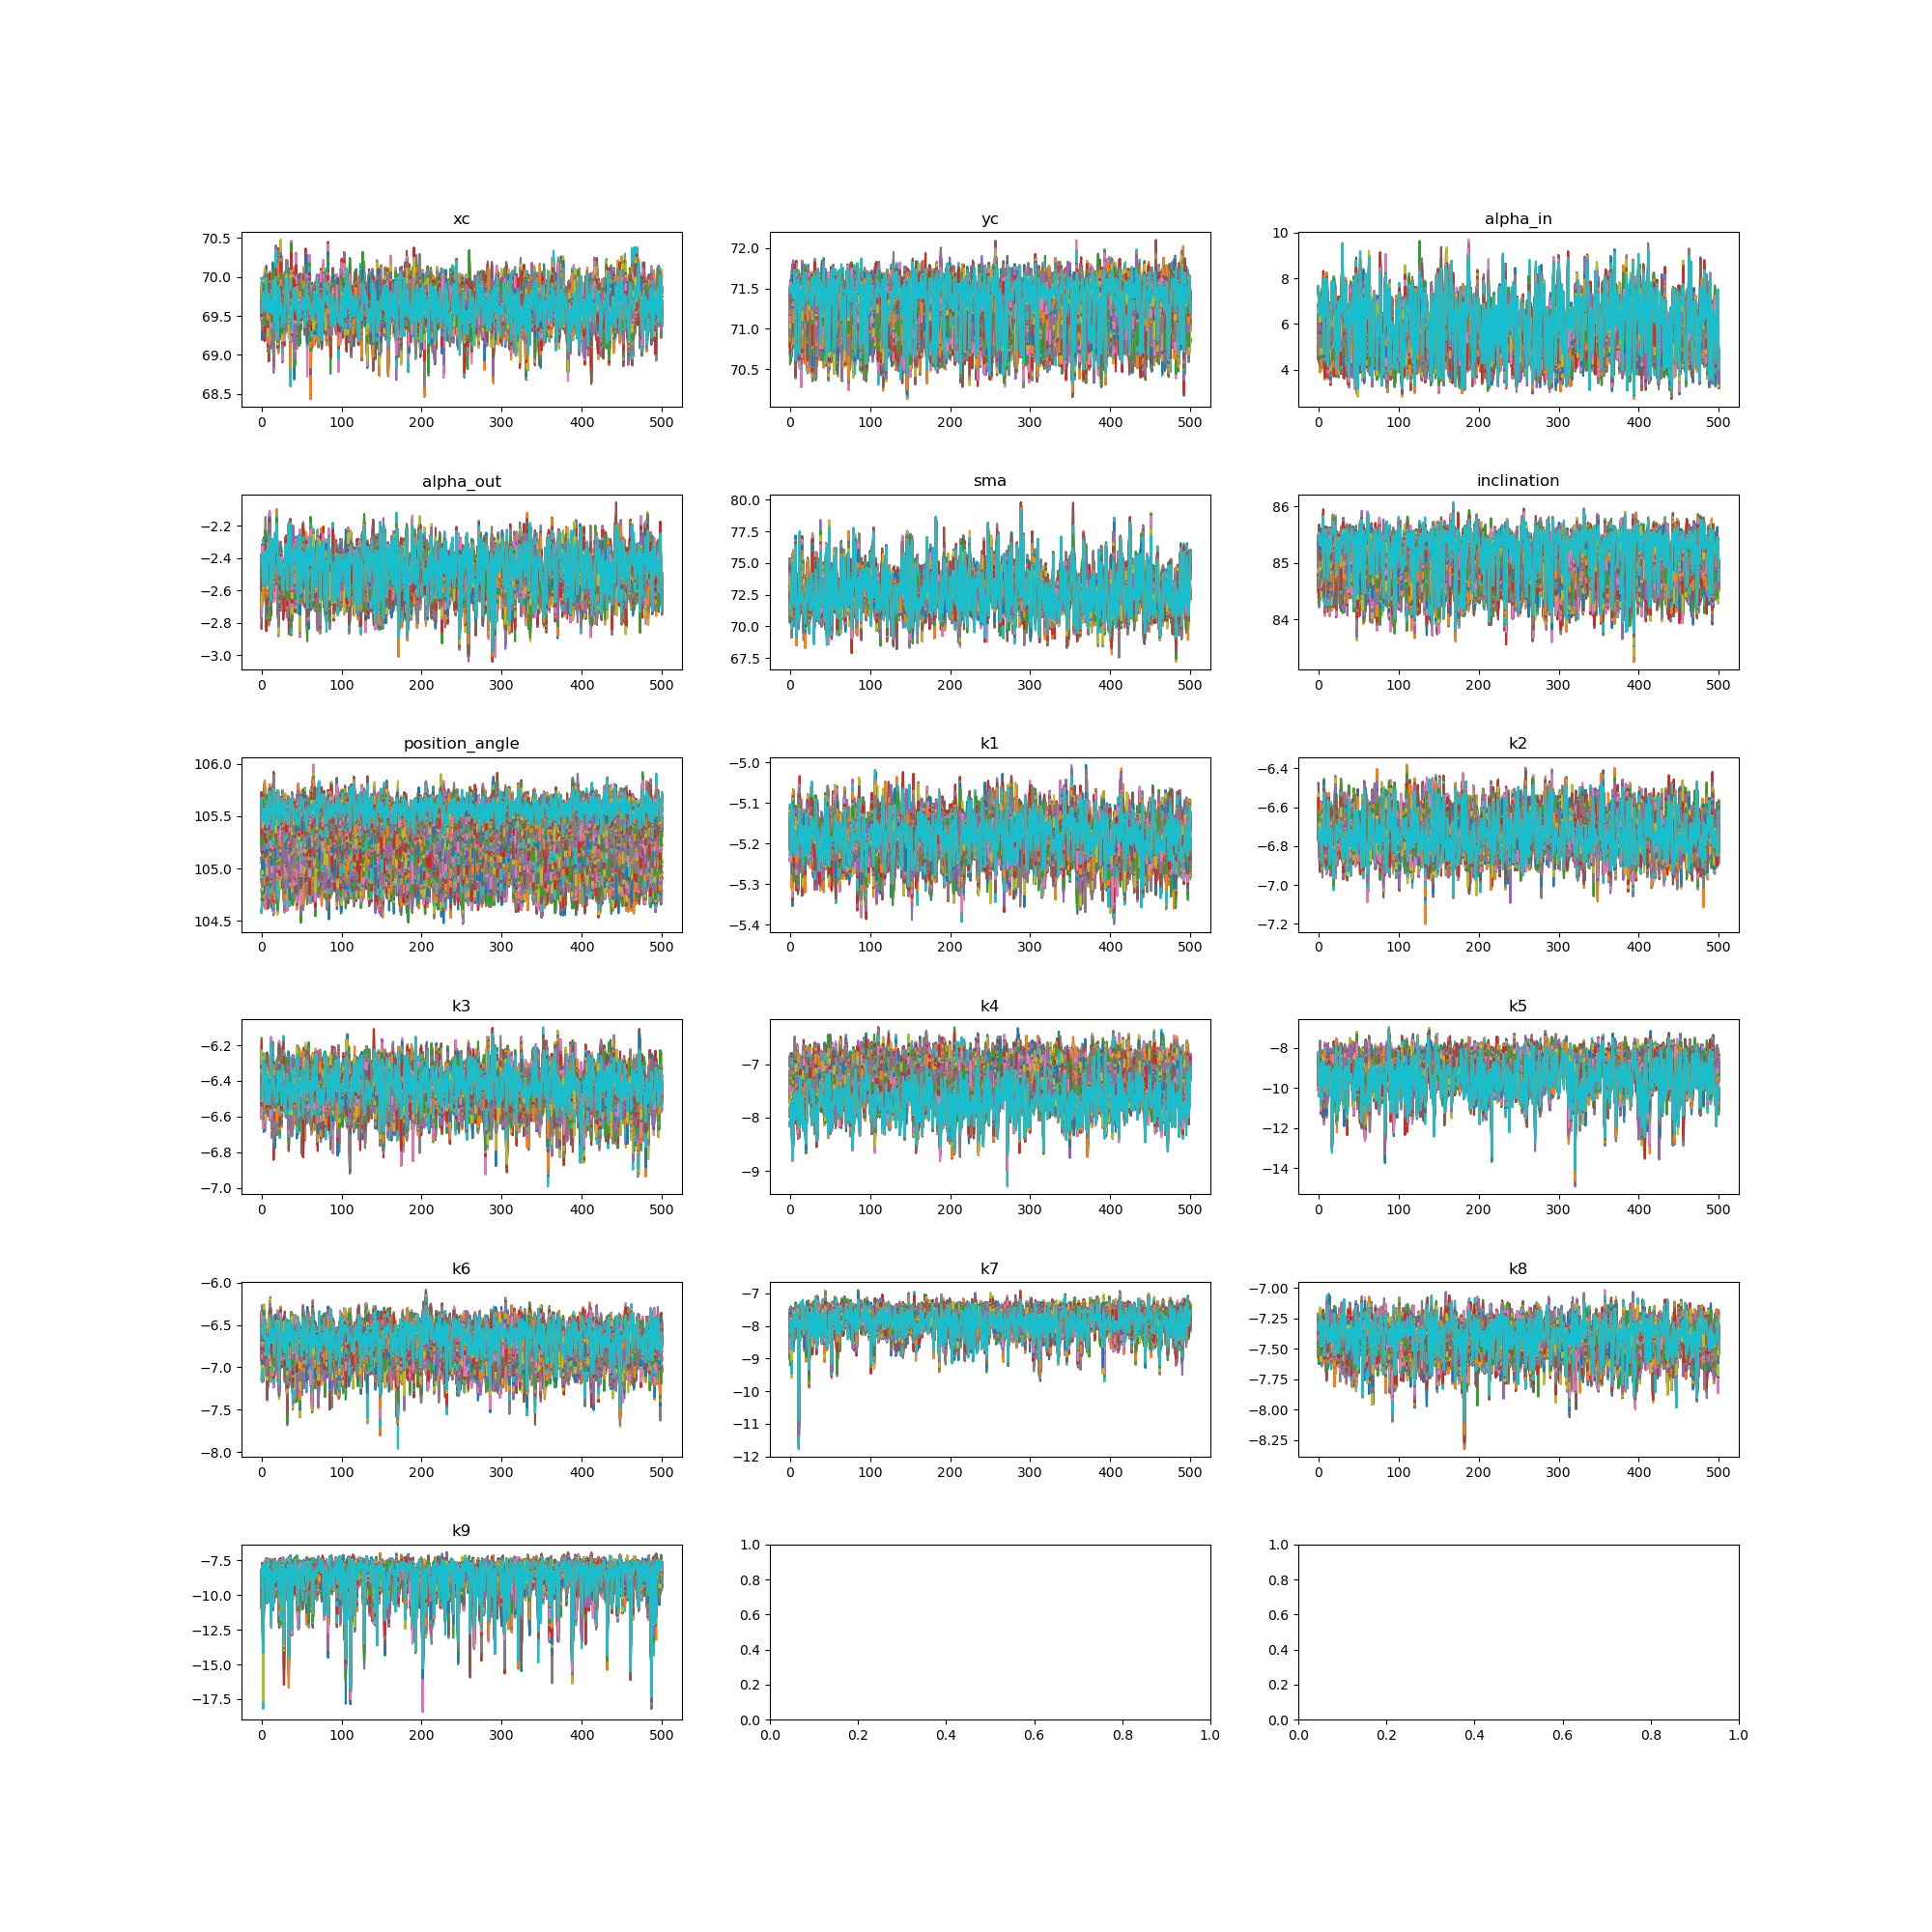 xc yc alpha_in
70.5 70.0 69.5 69.0 68.5
72.0 71.5 71.0 70.5
10 8 6 4
0 100 200 300 400 500 0 100 200 300 400 500 0 100 200 300 400 500
alpha_out sma inclination
−2.2 −2.4 −2.6 −2.8 −3.0
80.0 77.5 75.0 72.5 70.0 67.5
86 85 84
0 100 200 300 400 500 0 100 200 300 400 500 0 100 200 300 400 500
position_angle k1 k2
106.0 105.5 105.0 104.5
−5.0 −5.1 −5.2 −5.3 −5.4
−6.4 −6.6 −6.8 −7.0 −7.2
0 100 200 300 400 500 0 100 200 300 400 500 0 100 200 300 400 500
k3 k4 k5
−6.2 −6.4 −6.6 −6.8 −7.0
−7 −8 −9
−8 −10 −12 −14
0 100 200 300 400 500 0 100 200 300 400 500 0 100 200 300 400 500
k6 k7 k8
−6.0 −6.5 −7.0 −7.5 −8.0
−7 −8 −9 −10 −11 −12
−7.00 −7.25 −7.50 −7.75 −8.00 −8.25
0 100 200 300 400 500 0 100 200 300 400 500 0 100 200 300 400 500
k9
−7.5 −10.0 −12.5 −15.0 −17.5
1.0 0.8 0.6 0.4 0.2 0.0
1.0 0.8 0.6 0.4 0.2 0.0
0 100 200 300 400 500 0.0 0.2 0.4 0.6 0.8 1.0 0.0 0.2 0.4 0.6 0.8 1.0